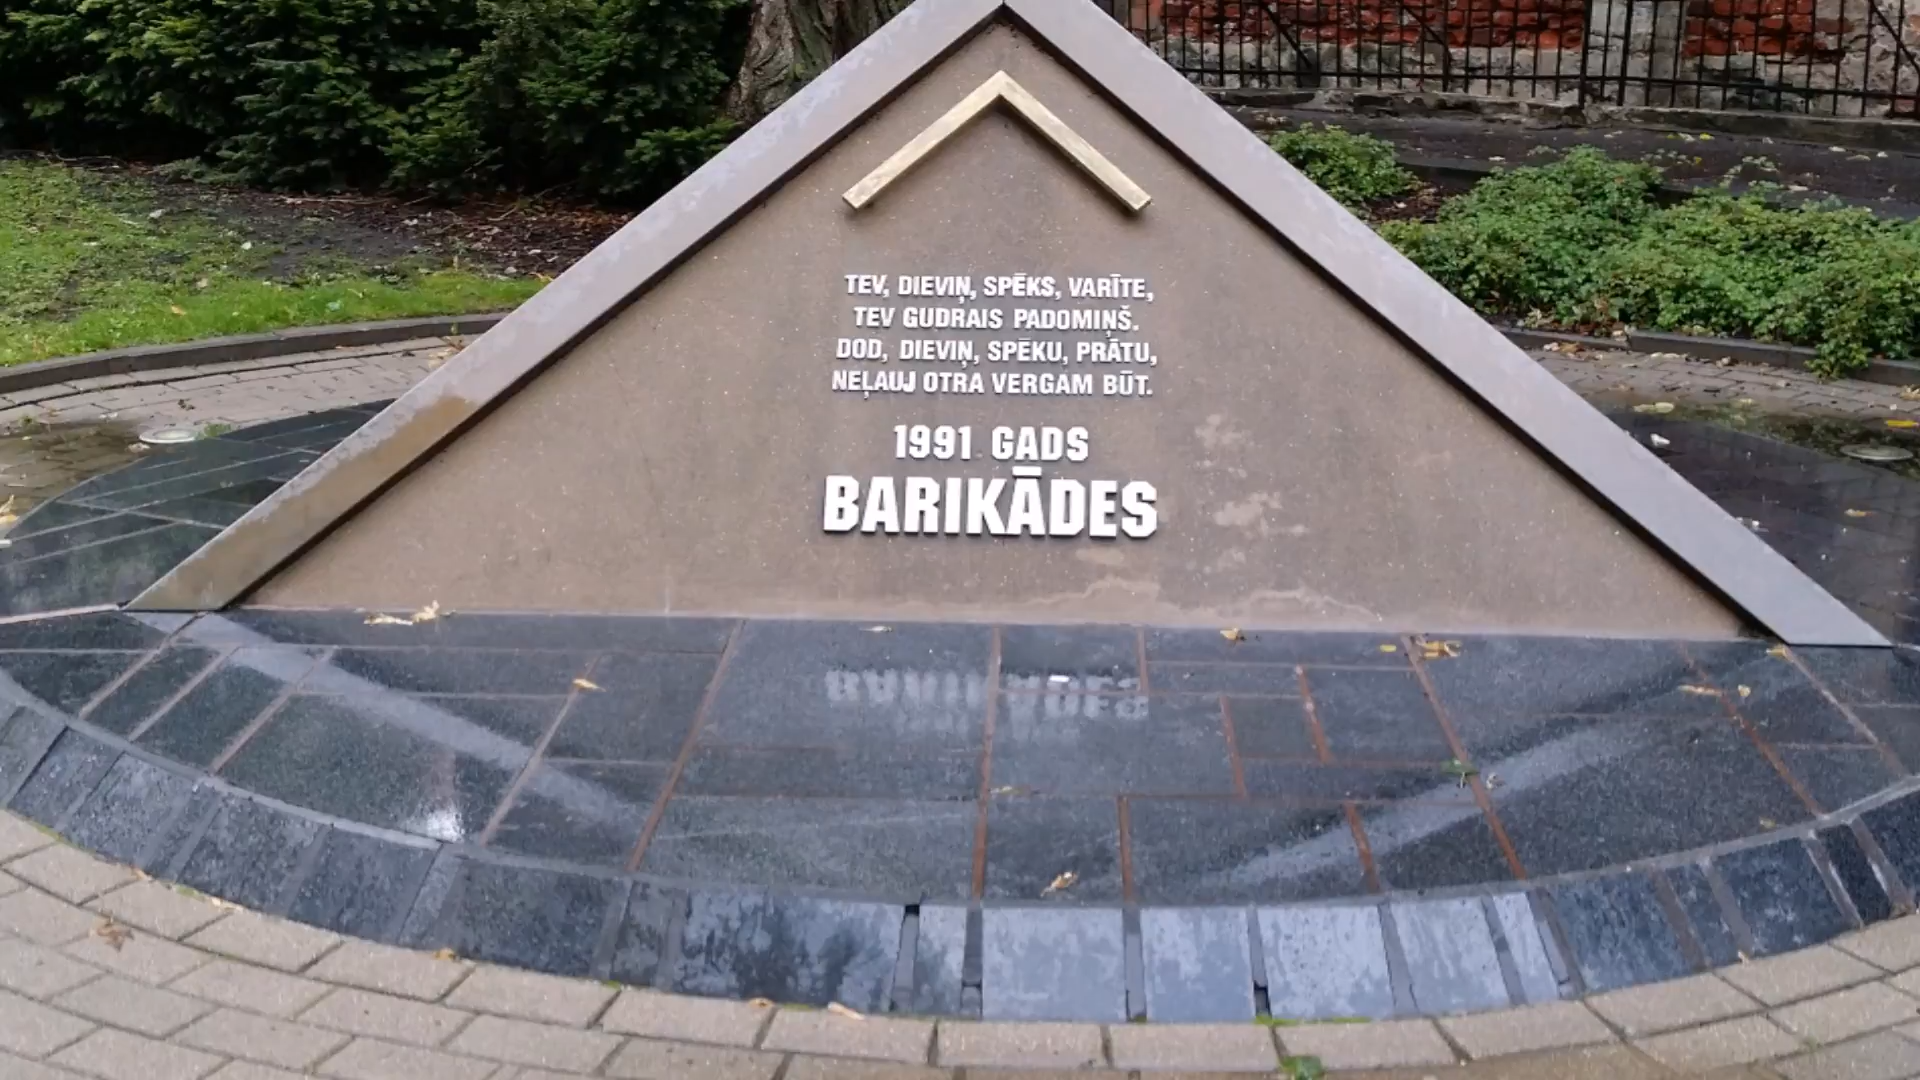 TEV, DIEVIŅ, SPĒKS, VARĪTE,
TEV GUDRAIS PADOMIŅŠ.
DOD, DIEVIŅ, SPĒKU, PRĀTU,
NEĻAUJ OTRA VERGAM BŪT.
1991 GADS
BARIKĀDES